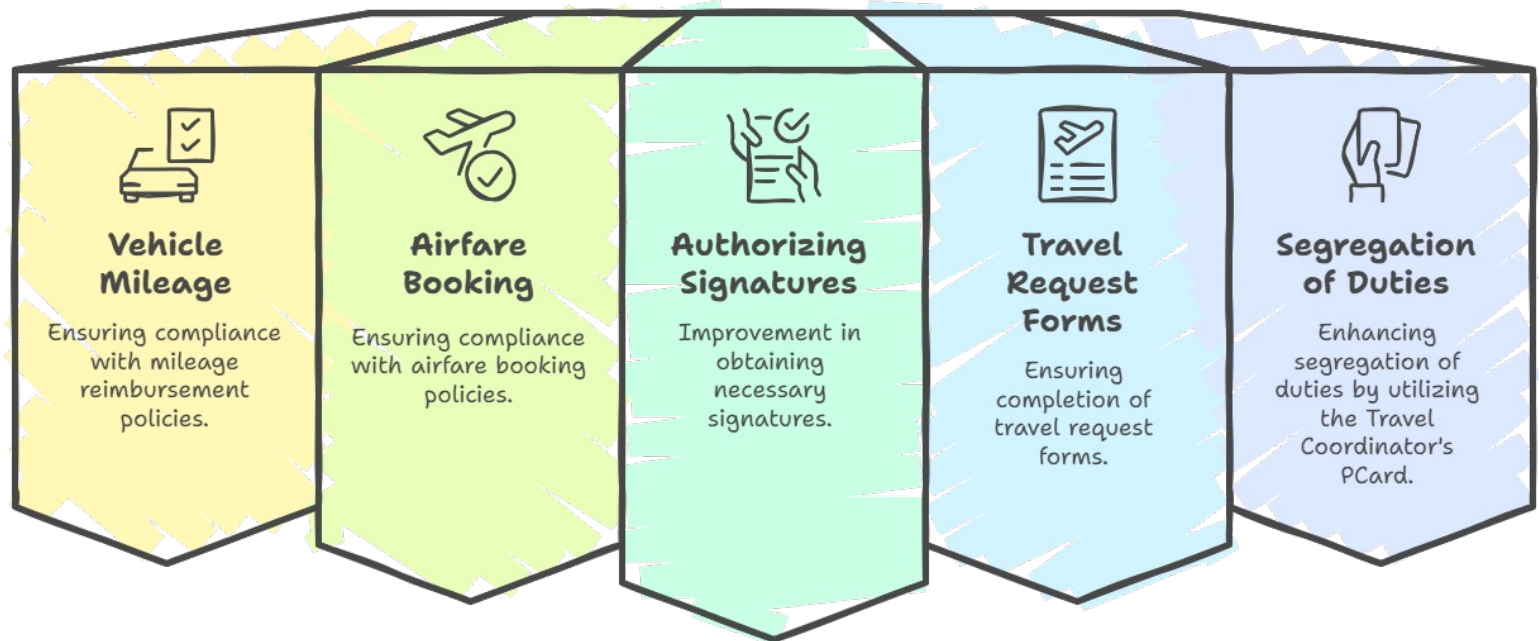 Vehicle
Mileage
Ensuring compliance
with mileage
reimbursement
policies.
Airfare
Booking
Ensuring compliance
with airfare booking
policies.
Authorizing
Signatures
Improvement in
obtaining
necessary
signatures.
Travel
Request
Forms
Ensuring
completion of
travel request
forms.
Segregation
of Duties
Enhancing
segregation of
duties by utilizing
the Travel
Coordinator's
PCard.